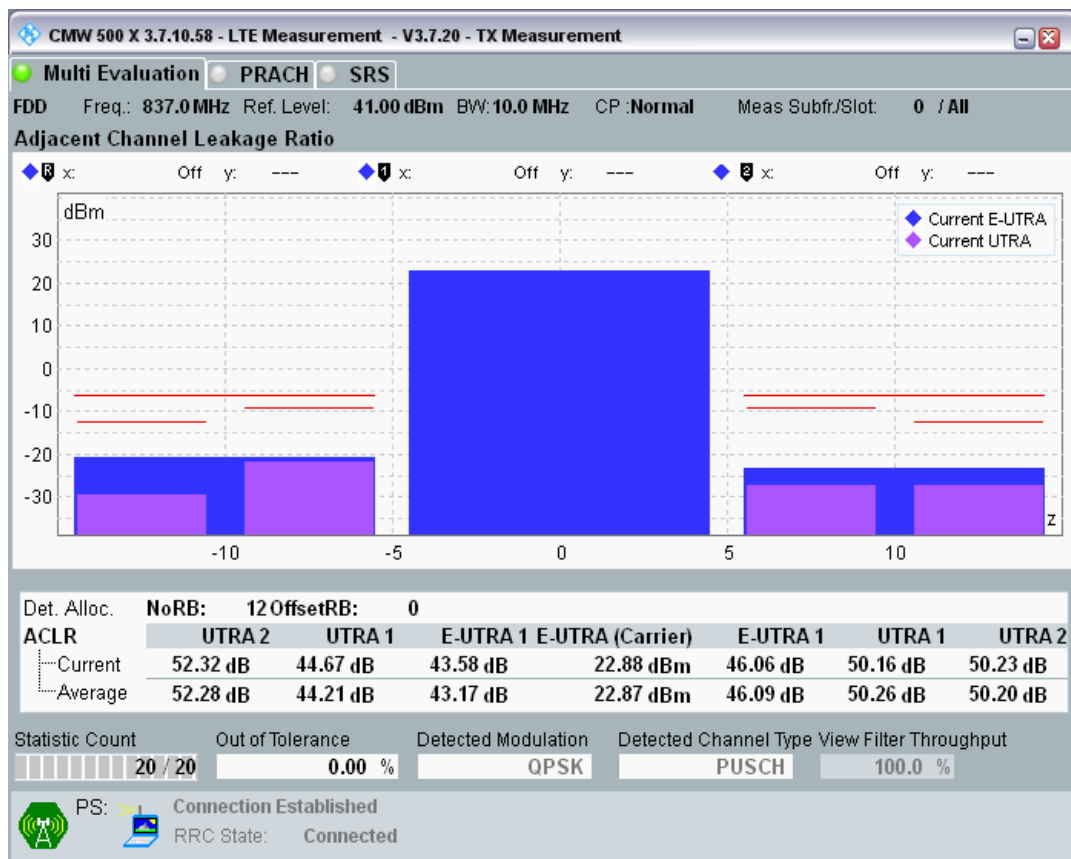 CMW 500 X 3.7.10.58 - LTE Measurement - V3.7.20 - TX Measurement
Multi Evaluation PRACH SRS
FDD Freq.: 837.0 MHz Ref. Level: 41.00 dBm BW: 10.0 MHz CP :Normal Meas Subfr./Slot: 0 / All
Adjacent Channel Leakage Ratio
R x: Off y: --- 1 x: Off y: --- 2 x: Off y: ---
dBm
Current E-UTRA
Current UTRA
30
20
10
0
-10
-20
-30
z
-10 -5 0 5 10
Det. Alloc. NoRB: 12 OffsetRB: 0
ACLR UTRA 2 UTRA 1 E-UTRA 1 E-UTRA (Carrier) E-UTRA 1 UTRA 1 UTRA 2
Current 52.32 dB 44.67 dB 43.58 dB 22.88 dBm 46.06 dB 50.16 dB 50.23 dB
Average 52.28 dB 44.21 dB 43.17 dB 22.87 dBm 46.09 dB 50.26 dB 50.20 dB
Statistic Count Out of Tolerance Detected Modulation Detected Channel Type View Filter Throughput
20 / 20 0.00 % QPSK PUSCH 100.0 %
PS: Connection Established
RRC State: Connected